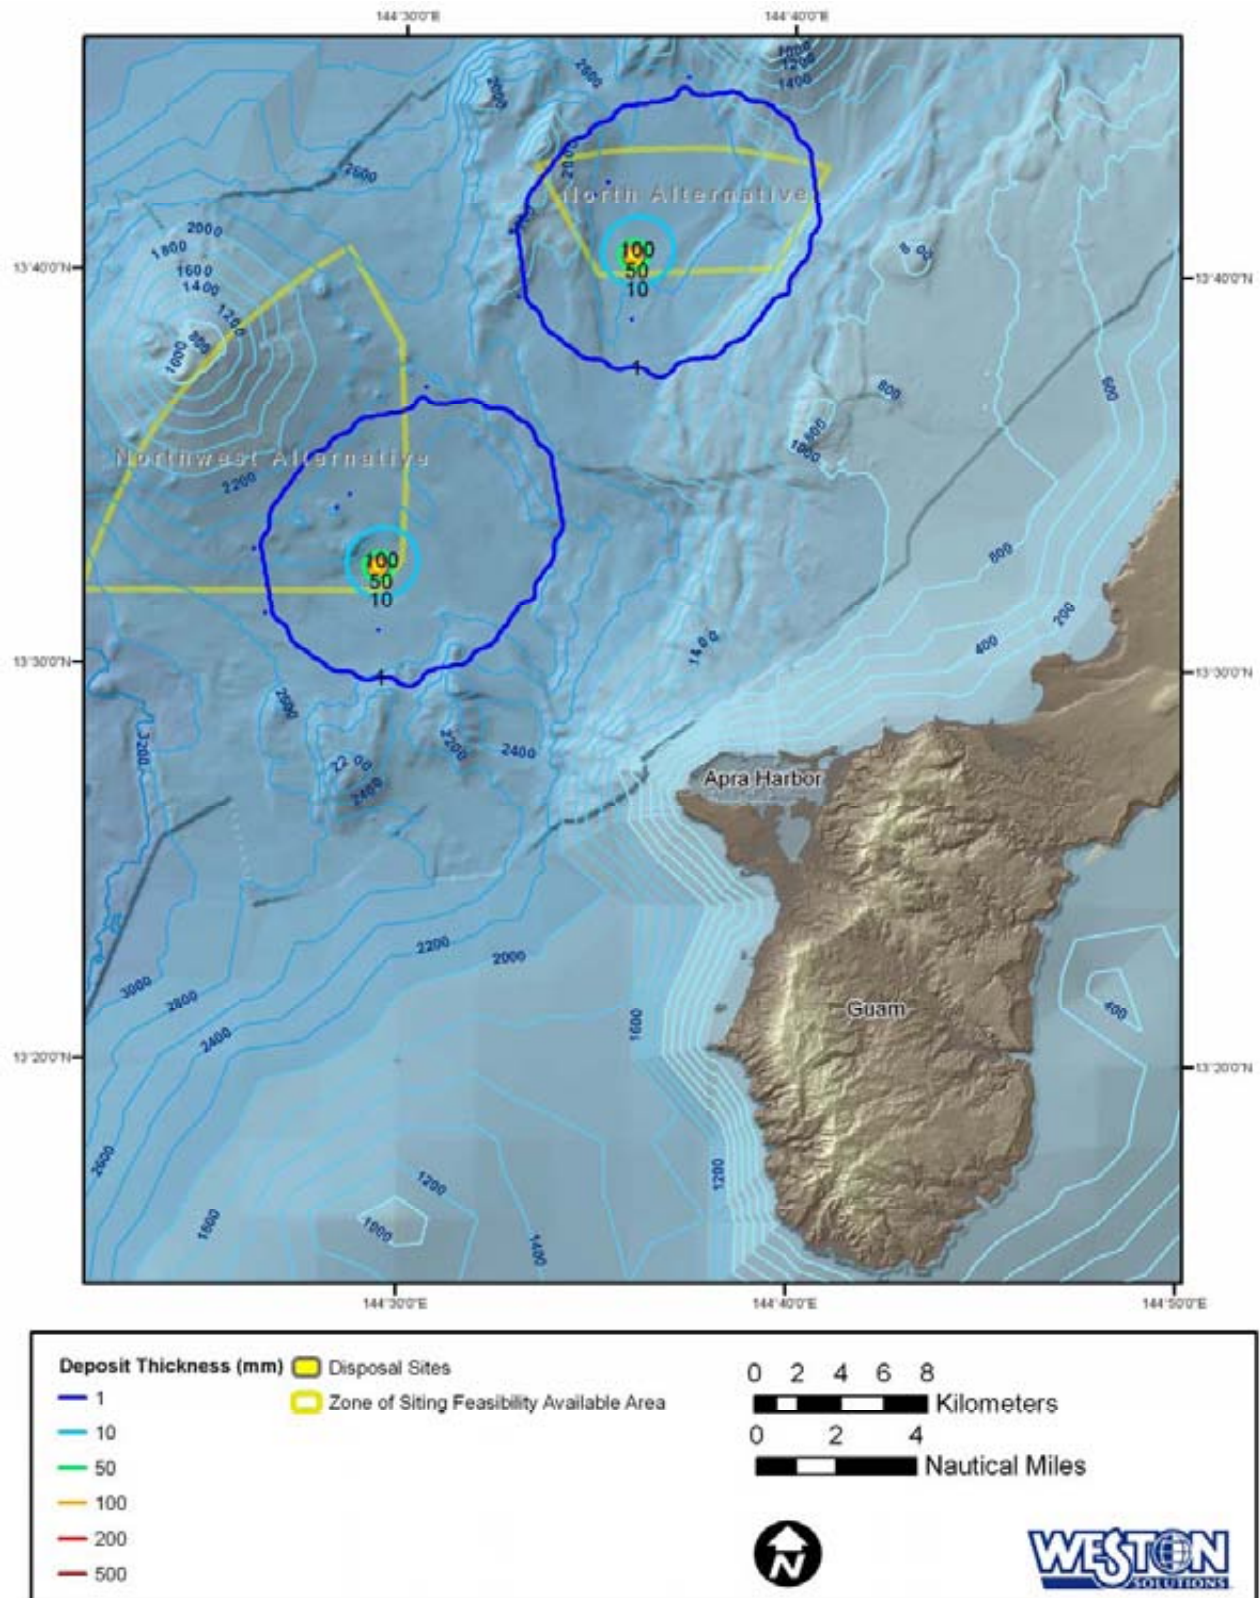 144°30'0"E 144°40'0"E
1000
1200
1400
2600
2000
2600
2000
North Alternative
2000
1800
1600
1400
1200
800
1000
13°40'0"N
13°40'0"N
100
50
10
1
800
600
800
1000
Northwest Alternative
2200
100
50
10
1
800
200
400
1400
13°30'0"N
13°30'0"N
2600
3200
2200
2400
2200
2400
Apra Harbor
2200
2000
3000
2800
2400
1600
Guam
400
13°20'0"N
13°20'0"N
2600
1200
1200
1000
1800
1400
144°30'0"E 144°40'0"E 144°50'0"E
Deposit Thickness (mm)
1
10
50
100
200
500
Disposal Sites
Zone of Siting Feasibility Available Area
0 2 4 6 8
Kilometers
0 2 4
Nautical Miles
N
WESTON
SOLUTIONS